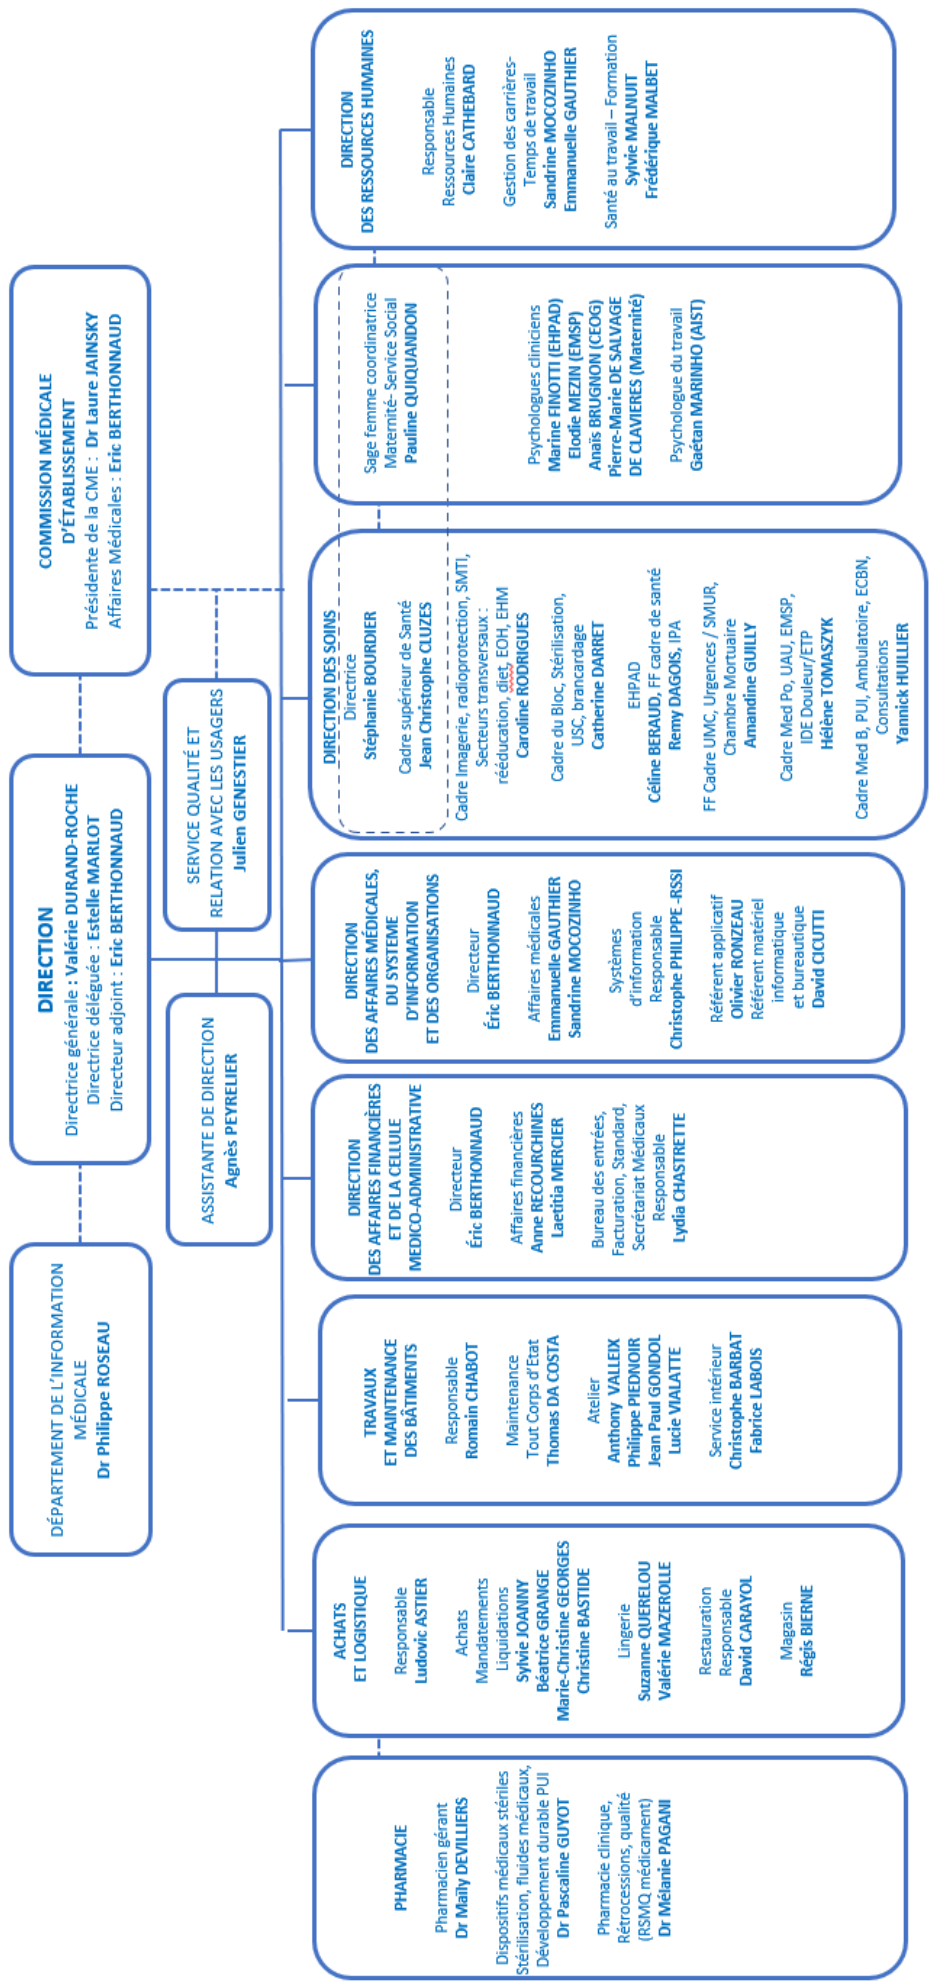 DÉPARTEMENT DE L'INFORMATION
MÉDICALE
Dr Philippe ROSEAU
DIRECTION
Directrice générale : Valérie DURAND-ROCHE
Directrice déléguée : Estelle MARLOT
Directeur adjoint : Eric BERTHONNAUD
COMMISSION MÉDICALE
D'ÉTABLISSEMENT
Présidente de la CME : Dr Laure JAINSKY
Affaires Médicales : Eric BERTHONNAUD
ASSISTANTE DE DIRECTION
Agnès PEYRELIER
SERVICE QUALITÉ ET
RELATION AVEC LES USAGERS
Julien GENESTIER
PHARMACIE
Pharmacien gérant
Dr Maïly DEVILLIERS
Dispositifs médicaux stériles
Stérilisation, fluides médicaux,
Développement durable PUI
Dr Pascaline GUYOT
Pharmacie clinique,
Rétrocessions, qualité
(RSMQ médicament)
Dr Mélanie PAGANI
ACHATS
ET LOGISTIQUE
Responsable
Ludovic ASTIER
Achats
Mandatements
Liquidations
Sylvie JOANNY
Béatrice GRANGE
Marie-Christine GEORGES
Christine BASTIDE
Lingerie
Suzanne QUERELOU
Valérie MAZEROLLE
Restauration
Responsable
David CARAYOL
Magasin
Régis BIERNE
TRAVAUX
ET MAINTENANCE
DES BÂTIMENTS
Responsable
Romain CHABOT
Maintenance
Tout Corps d'Etat
Thomas DA COSTA
Atelier
Anthony VALLEIX
Philippe PIEDNOIR
Jean Paul GONDOL
Lucie VIALATTE
Service intérieur
Christophe BARBAT
Fabrice LABOIS
DIRECTION
DES AFFAIRES FINANCIÈRES
ET DE LA CELLULE
MEDICO-ADMINISTRATIVE
Directeur
Éric BERTHONNAUD
Affaires financières
Anne RECOURCHINES
Laetitia MERCIER
Bureau des entrées,
Facturation, Standard,
Secrétariat Médicaux
Responsable
Lydia CHASTRETTE
DIRECTION
DES AFFAIRES MÉDICALES,
DU SYSTEME
D'INFORMATION
ET DES ORGANISATIONS
Directeur
Éric BERTHONNAUD
Affaires médicales
Emmanuelle GAUTHIER
Sandrine MOCOZINHO
Systèmes
d'information
Responsable
Christophe PHILIPPE -RSSI
Référent applicatif
Olivier RONZEAU
Référent matériel
informatique
et bureautique
David CICUTTI
DIRECTION DES SOINS
Directrice
Stéphanie BOURDIER
Cadre supérieur de Santé
Jean Christophe CLUZES
Cadre Imagerie, radioprotection, SMTI,
Secteurs transversaux :
rééducation, diet, EOH, EHM
Caroline RODRIGUES
Cadre du Bloc, Stérilisation,
USC, brancardage
Catherine DARRET
EHPAD
Céline BERAUD, FF cadre de santé
Remy DAGOIS, IPA
FF Cadre UMC, Urgences / SMUR,
Chambre Mortuaire
Amandine GUILLY
Cadre Med Po, UAU, EMSP,
IDE Douleur/ETP
Hélène TOMASZYK
Cadre Med B, PUI, Ambulatoire, ECBN,
Consultations
Yannick HUILLIER
Sage femme coordinatrice
Maternité- Service Social
Pauline QUIQUANDON
Psychologues cliniciens
Marine FINOTTI (EHPAD)
Elodie MEZIN (EMSP)
Anaïs BRUGNON (CEOG)
Pierre-Marie DE SALVAGE
DE CLAVIERES (Maternité)
Psychologue du travail
Gaétan MARINHO (AIST)
DIRECTION
DES RESSOURCES HUMAINES
Responsable
Ressources Humaines
Claire CATHEBARD
Gestion des carrières-
Temps de travail
Sandrine MOCOZINHO
Emmanuelle GAUTHIER
Santé au travail – Formation
Sylvie MALNUIT
Frédérique MALBET